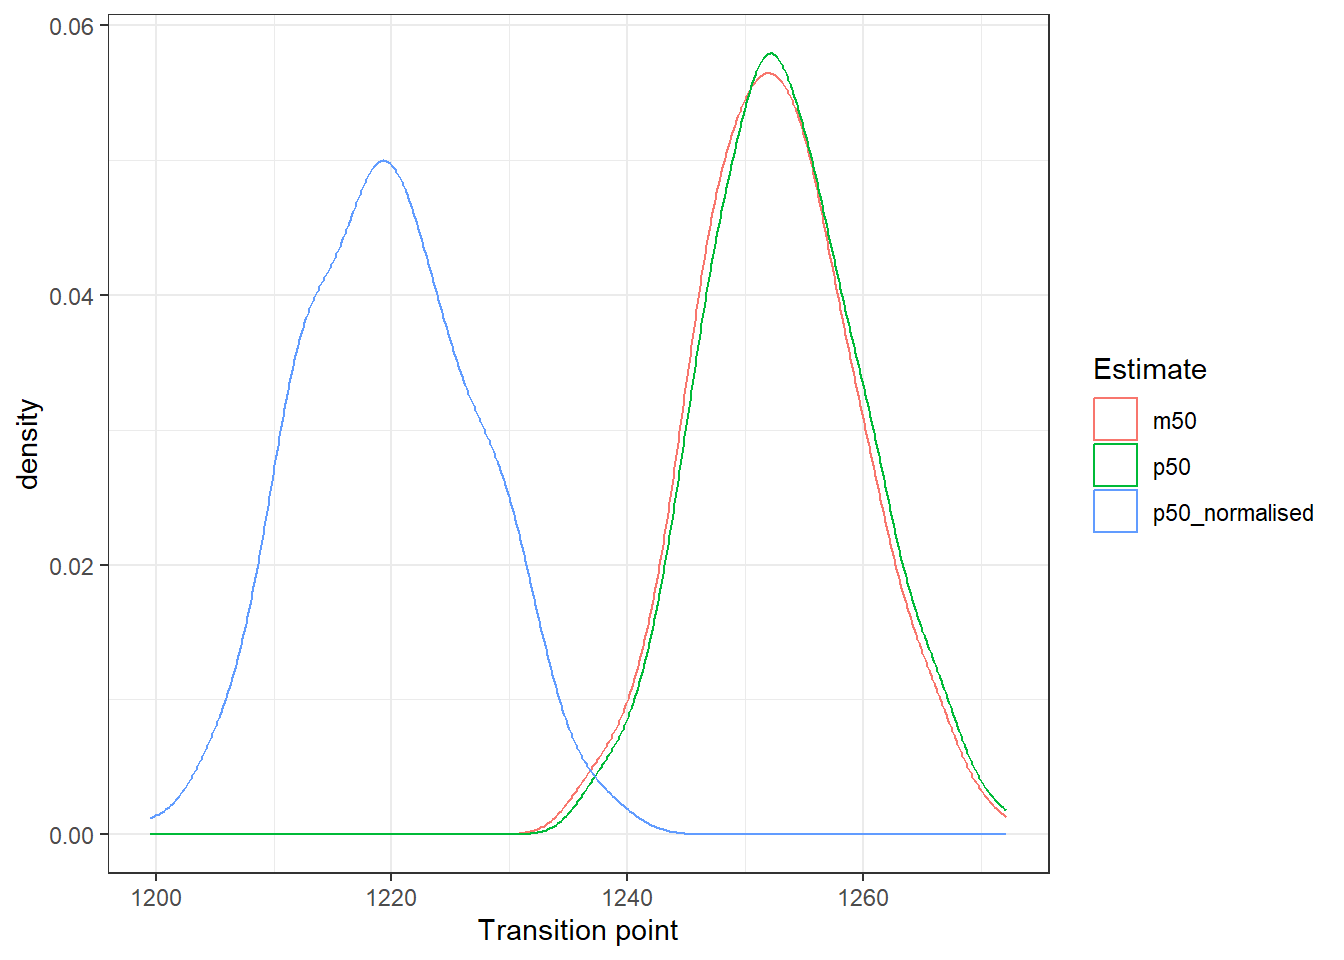 0.06
0.04
0.02
0.00
density
1200
1220
1240
1260
Transition point
Estimate
m50
p50
p50_normalised